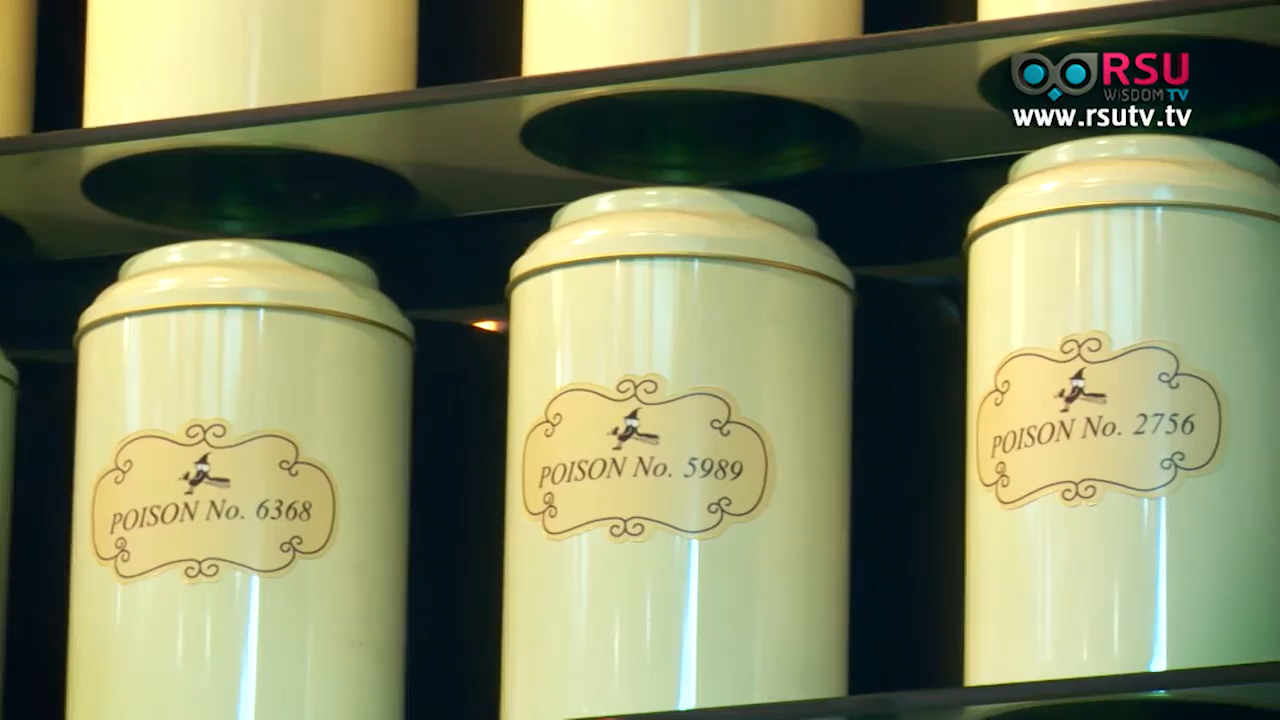 RSU
WISDOM TV
www.rsutv.tv
POISON No. 6368
POISON No. 5989
POISON No. 2756